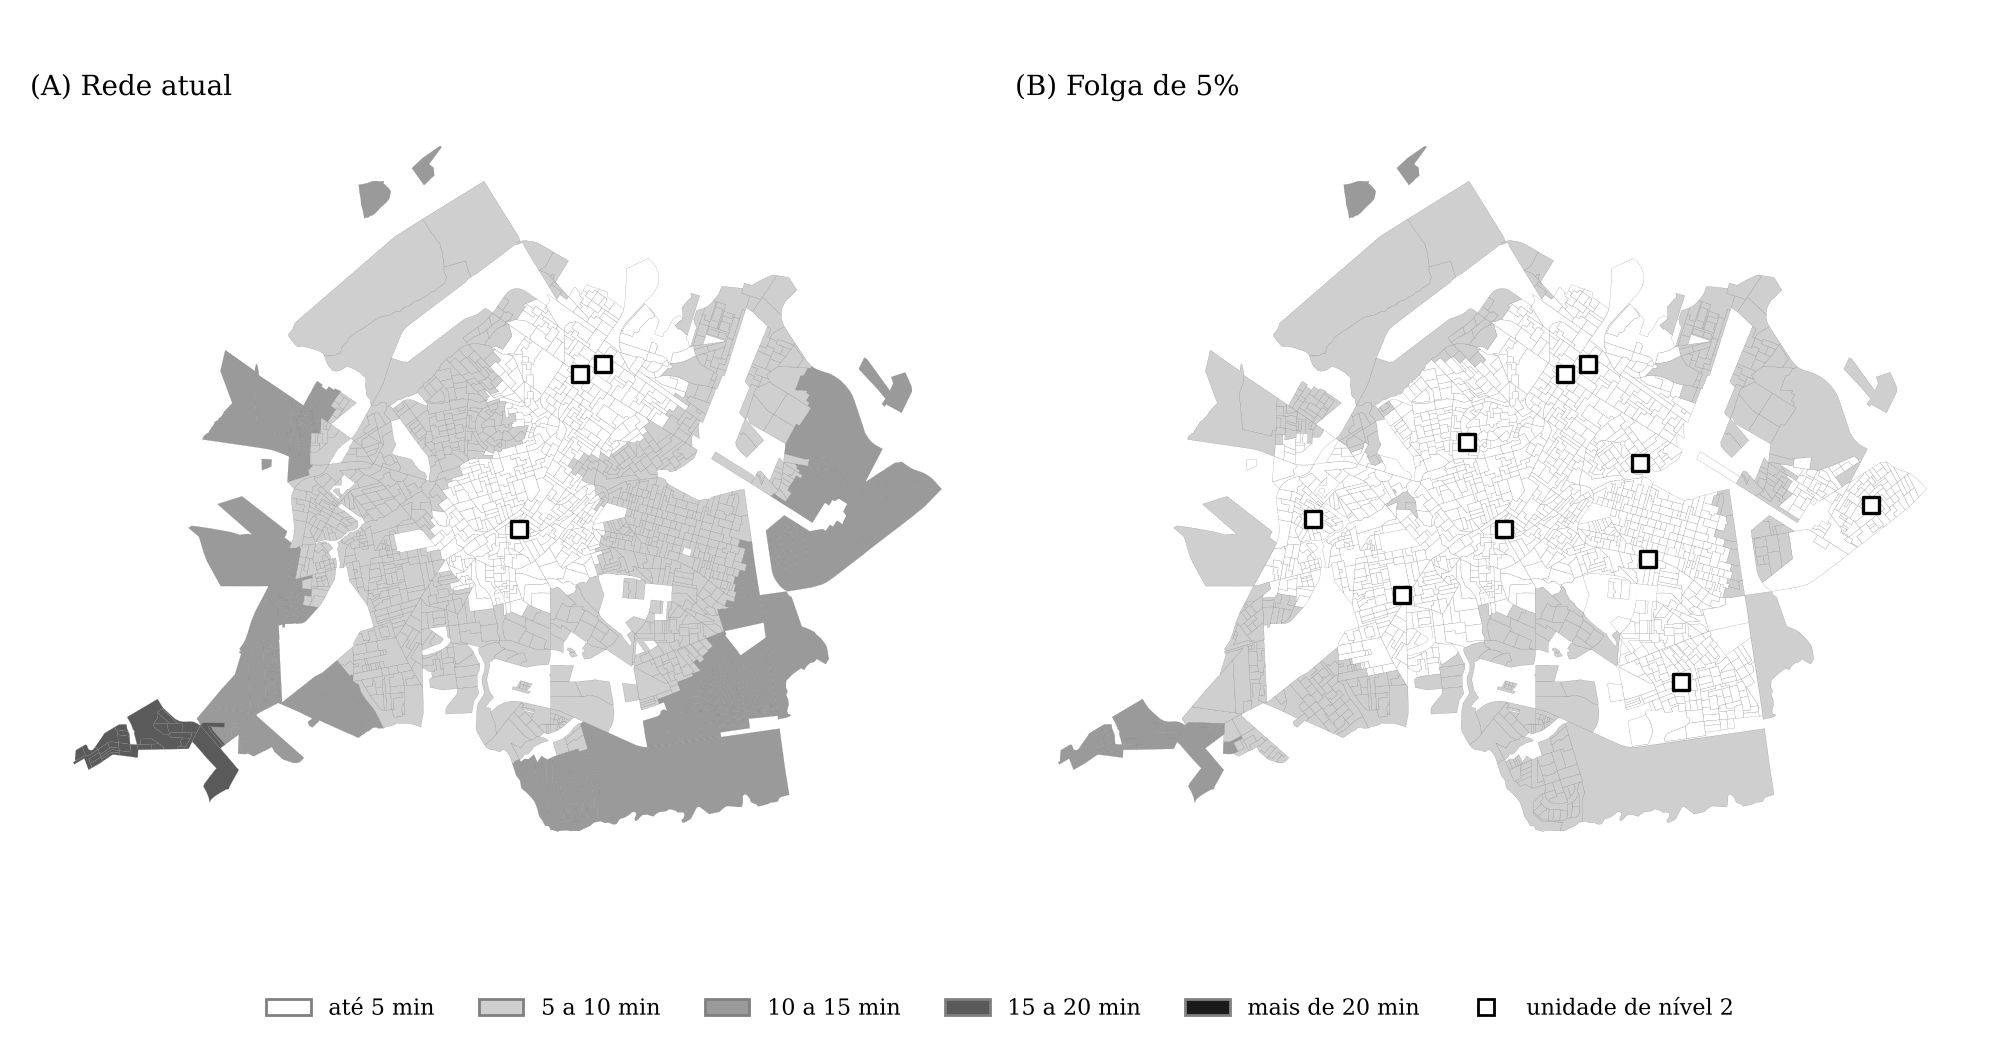 (A) Rede atual
(B) Folga de 5%
até 5 min
5 a 10 min
10 a 15 min
15 a 20 min
mais de 20 min
unidade de nível 2